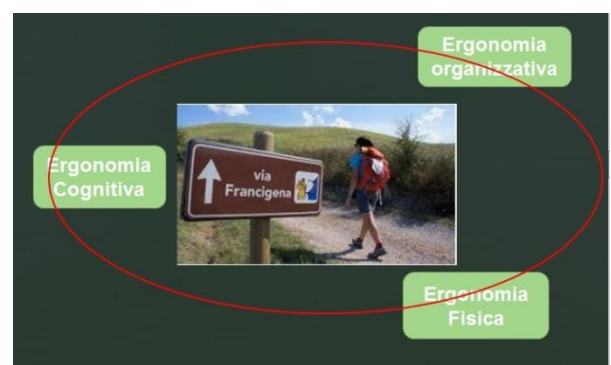 Ergonomia
organizzativa
Ergonomia
Cognitiva
via
Francigena
Ergonomia
Fisica